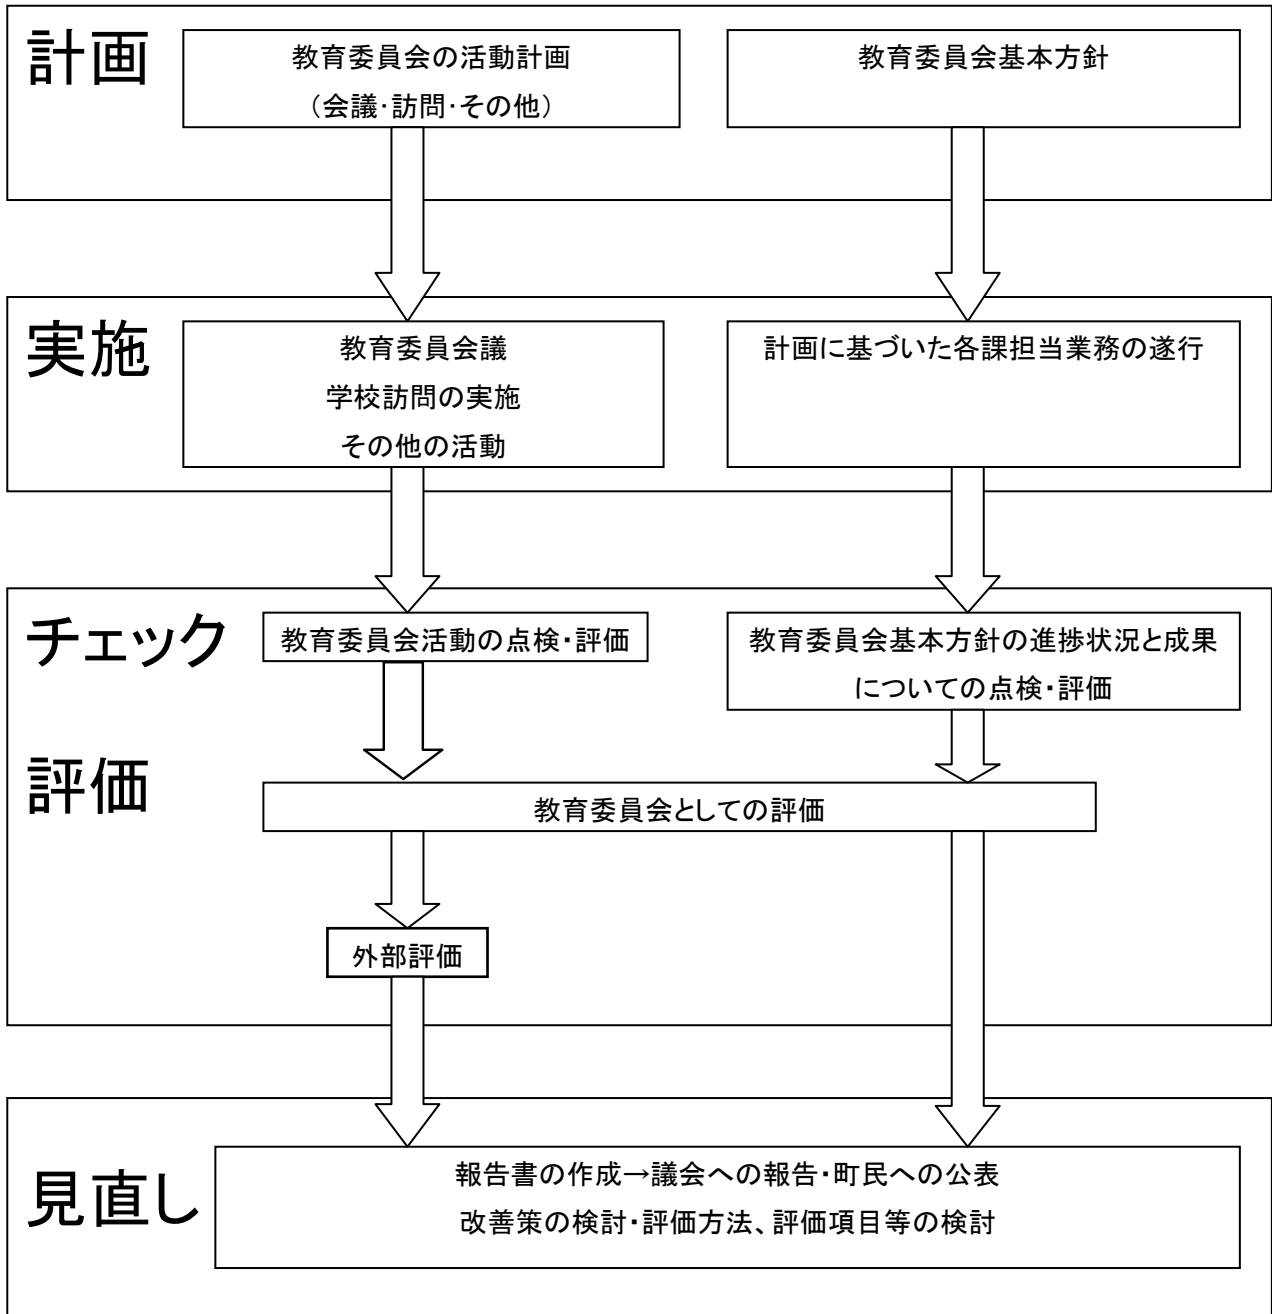 計画
教育委員会の活動計画
（会議・訪問・その他）
教育委員会基本方針
実施
教育委員会議
学校訪問の実施
その他の活動
計画に基づいた各課担当業務の遂行
チェック
教育委員会活動の点検・評価
教育委員会基本方針の進捗状況と成果
についての点検・評価
評価
教育委員会としての評価
外部評価
見直し
報告書の作成→議会への報告・町民への公表
改善策の検討・評価方法、評価項目等の検討